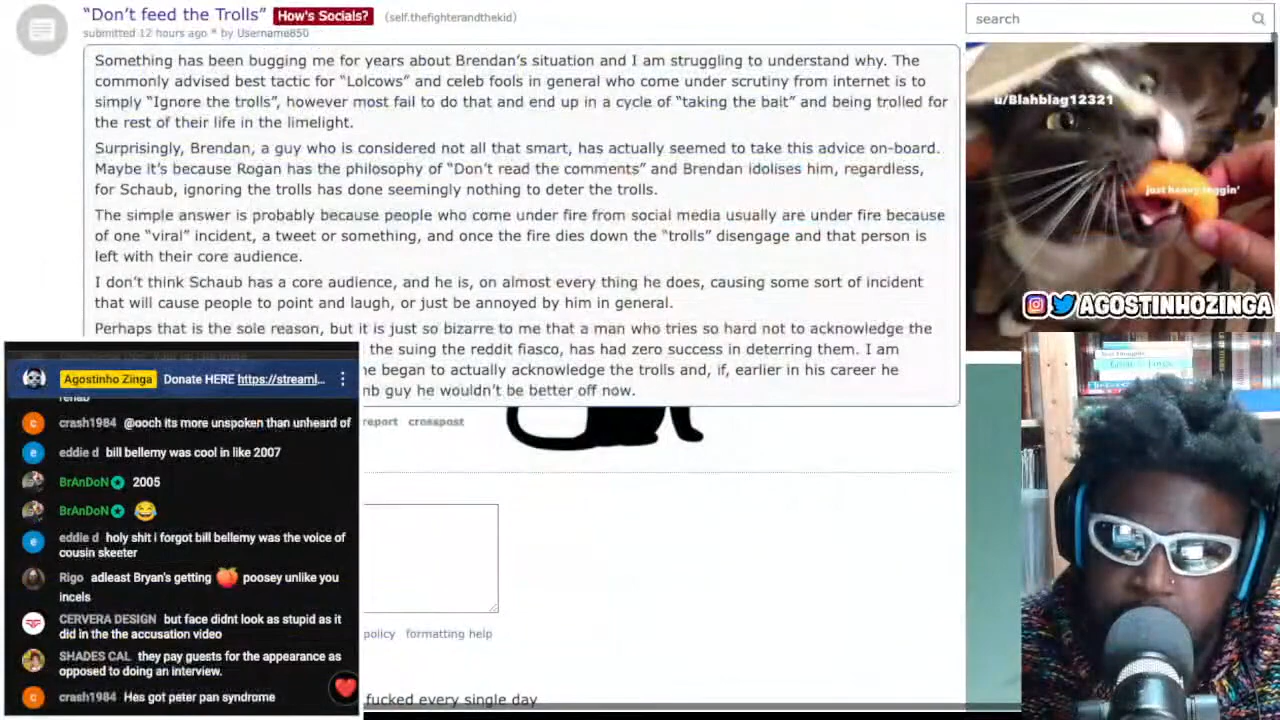 “Don’t feed the Trolls” How's Socials? (self.thefighterandthekid)
submitted 12 hours ago * by Username850
Something has been bugging me for years about Brendan’s situation and I am struggling to understand why. The
commonly advised best tactic for “Lolcows” and celeb fools in general who come under scrutiny from internet is to
simply “Ignore the trolls”, however most fail to do that and end up in a cycle of “taking the bait” and being trolled for
the rest of their life in the limelight.
Surprisingly, Brendan, a guy who is considered not all that smart, has actually seemed to take this advice on-board.
Maybe it’s because Rogan has the philosophy of “Don’t read the comments” and Brendan idolises him, regardless,
for Schaub, ignoring the trolls has done seemingly nothing to deter the trolls.
The simple answer is probably because people who come under fire from social media usually are under fire because
of one “viral” incident, a tweet or something, and once the fire dies down the “trolls” disengage and that person is
left with their core audience.
I don’t think Schaub has a core audience, and he is, on almost every thing he does, causing some sort of incident
that will cause people to point and laugh, or just be annoyed by him in general.
Perhaps that is the sole reason, but it is just so bizarre to me that a man who tries so hard not to acknowledge the
the suing the reddit fiasco, has had zero success in deterring them. I am
he began to actually acknowledge the trolls and, if, earlier in his career he
mb guy he wouldn’t be better off now.
report crosspost
policy formatting help
fucked every single day
search
u/Blahblag12321
just heavy leggin'
AGOSTINHOZINGA
Agostinho Zinga Donate HERE https://streaml...
rehab
crash1984 @ooch its more unspoken than unheard of
eddie d bill bellemy was cool in like 2007
BrAnDoN 2005
BrAnDoN 😂
eddie d holy shit i forgot bill bellemy was the voice of
cousin skeeter
Rigo adleast Bryan's getting 🍑 poosey unlike you
incels
CERVERA DESIGN but face didnt look as stupid as it
did in the the accusation video
SHADES CAL they pay guests for the appearance as
opposed to doing an interview.
crash1984 Hes got peter pan syndrome